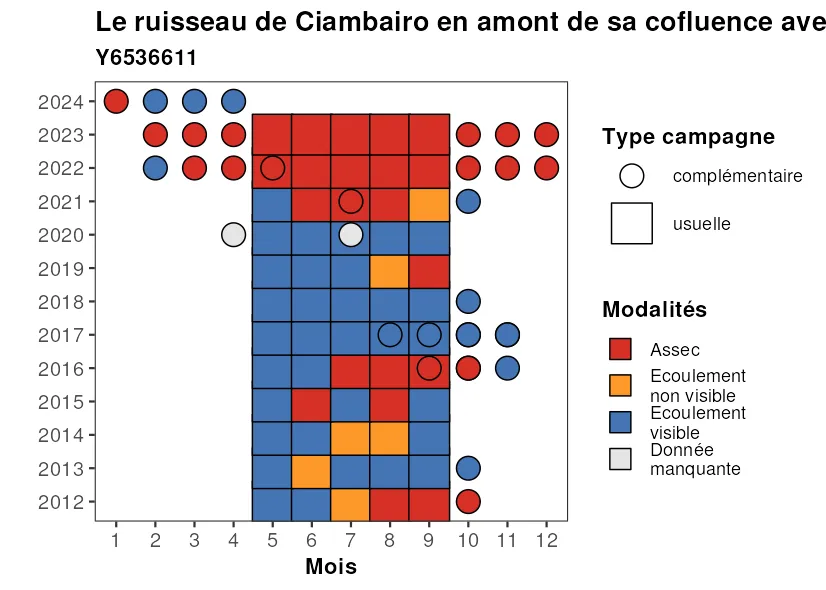 Le ruisseau de Ciambairo en amont de sa cofluence ave
Y6536611
2024
2023
2022
2021
2020
2019
2018
2017
2016
2015
2014
2013
2012
1 2 3 4 5 6 7 8 9 10 11 12
Mois
Type campagne
complémentaire
usuelle
Modalités
Assec
Ecoulement
non visible
Ecoulement
visible
Donnée
manquante